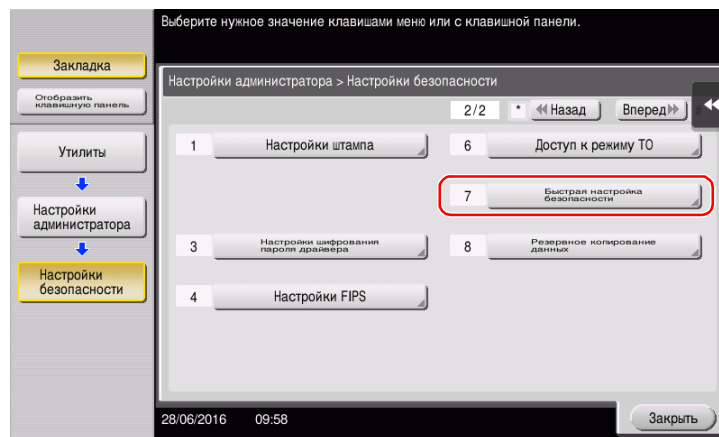 Выберите нужное значение клавишами меню или с клавишной панели.
Закладка
Отобразить
клавишную панель
Утилиты
Настройки
администратора
Настройки
безопасности
Настройки администратора > Настройки безопасности
2/2 * Назад Вперед #
1 Настройки штампа
6 Доступ к режиму ТО
7 Быстрая настройка
безопасности
3 Настройки шифрования
пароля драйвера
8 Резервное копирование
данных
4 Настройки FIPS
28/06/2016 09:58
Закрыть